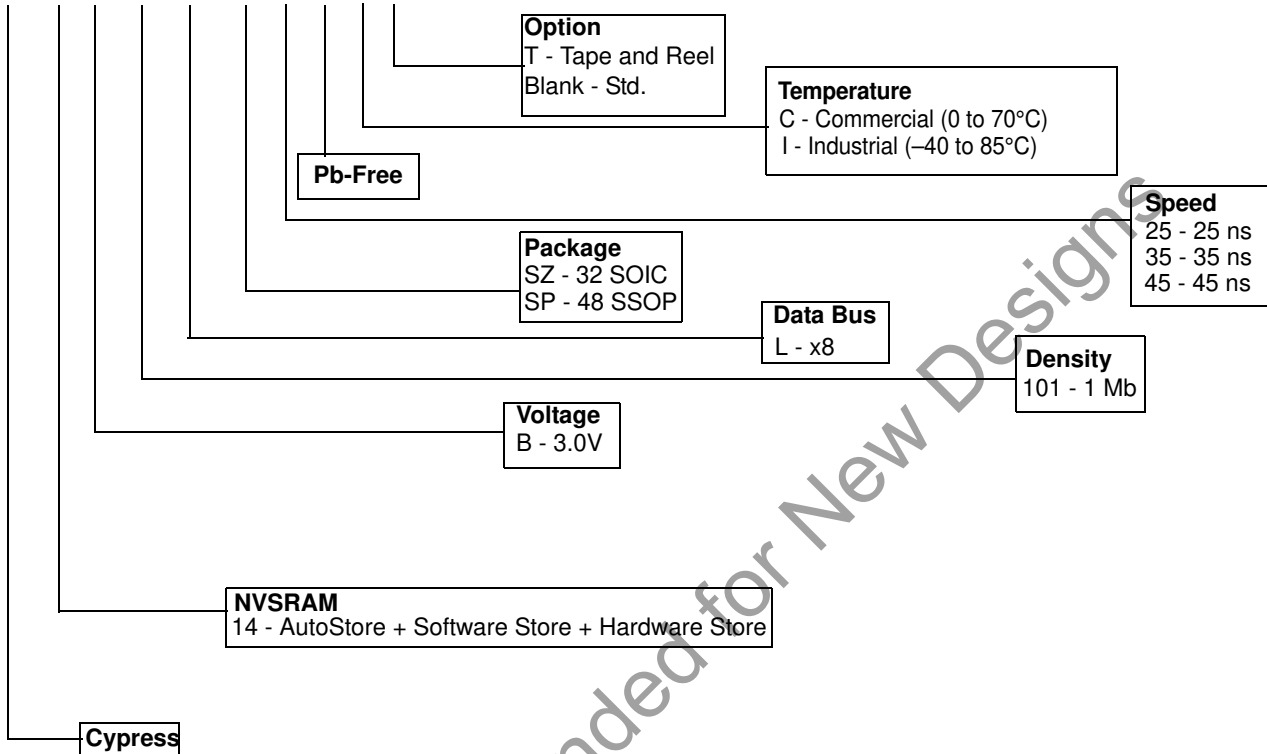 Option
T - Tape and Reel
Blank - Std.
Temperature
C - Commercial (0 to 70°C)
I - Industrial (–40 to 85°C)
Pb-Free
Speed
25 - 25 ns
35 - 35 ns
45 - 45 ns
Package
SZ - 32 SOIC
SP - 48 SSOP
Data Bus
L - x8
Density
101 - 1 Mb
Voltage
B - 3.0V
NVSRAM
14 - AutoStore + Software Store + Hardware Store
Cypress
nded for New Designs